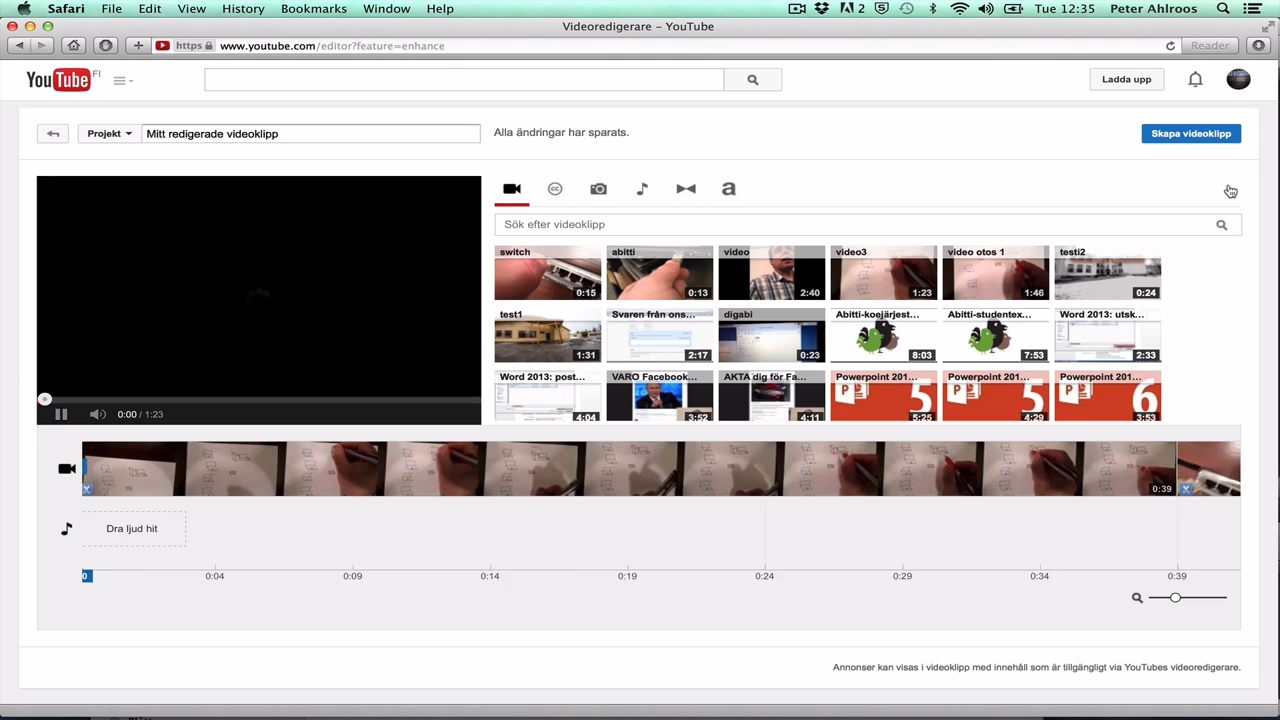 Safari File Edit View History Bookmarks Window Help 2 5 Tue 12:35 Peter Ahlroos
Videoredigerare – YouTube
https www.youtube.com/editor?feature=enhance Reader
YouTube FI Ladda upp
Projekt Mitt redigerade videoklipp Alla ändringar har sparats. Skapa videoklipp
a
Sök efter videoklipp
switch abitti video video3 video otos 1 testi2
0:15 0:13 2:40 1:23 1:46 0:24
test1 Svaren från ons... digabi Abitti-koejärjest... Abitti-studentex... Word 2013: utsk...
1:31 2:17 0:23 8:03 7:53 2:33
Word 2013: post... VARO Facebook... AKTA dig för Fa... Powerpoint 201... Powerpoint 201... Powerpoint 201...
5 5 6
4:04 3:52 4:11 5:25 4:29 3:53
0:00 / 1:23
0:39
Dra ljud hit
0 0:04 0:09 0:14 0:19 0:24 0:29 0:34 0:39
Annonser kan visas i videoklipp med innehåll som är tillgängligt via YouTubes videoredigerare.